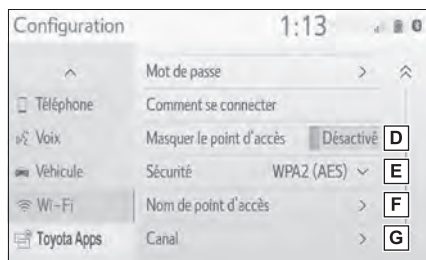 Configuration 1:13
Mot de passe
Téléphone Comment se connecter
Voix Masquer le point d'accès Désactivé D
Véhicule Sécurité WPA2 (AES) E
Wi-Fi Nom de point d'accès F
Toyota Apps Canal G